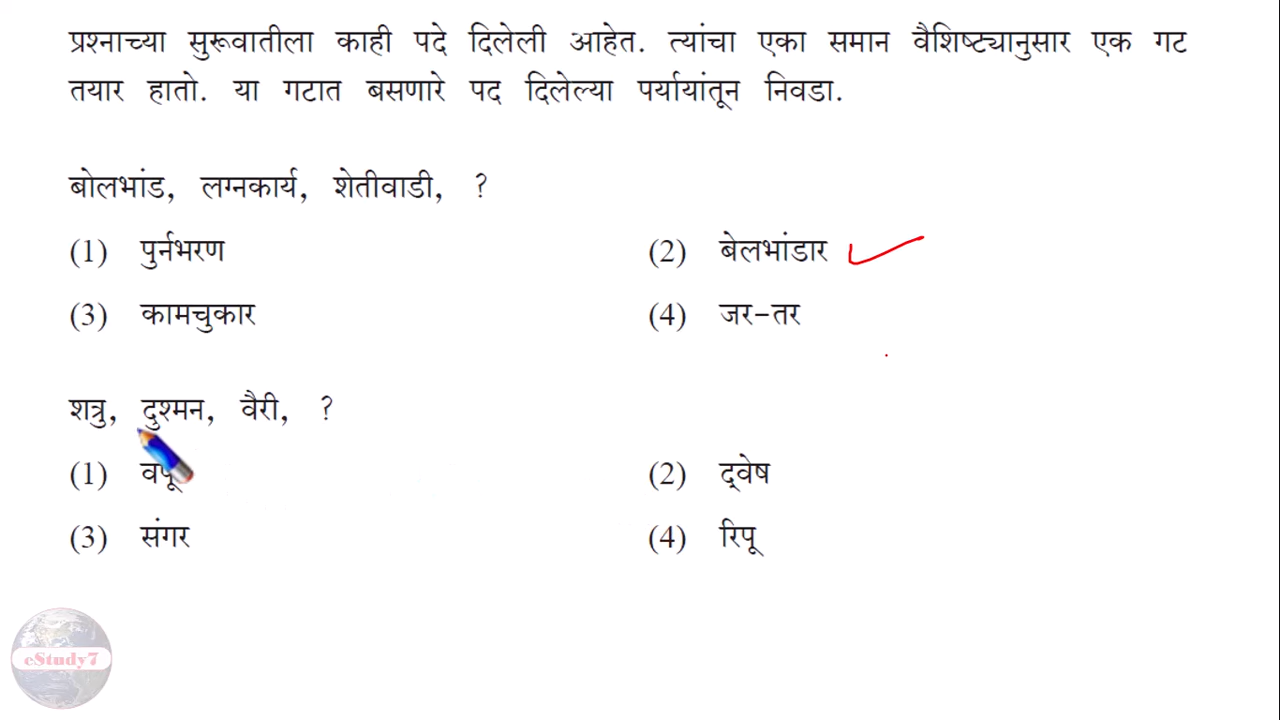 प्रश्नाच्या सुरूवातीला काही पदे दिलेली आहेत. त्यांचा एका समान वैशिष्ट्यानुसार एक गट
तयार हातो. या गटात बसणारे पद दिलेल्या पर्यायांतून निवडा.
बोलभांड, लग्नकार्य, शेतीवाडी, ?
(1) पुर्नभरण (2) बेलभांडार
(3) कामचुकार (4) जर-तर
शत्रु, दुश्मन, वैरी, ?
(1) वपू (2) द्‌वेष
(3) संगर (4) रिपू
eStudy7